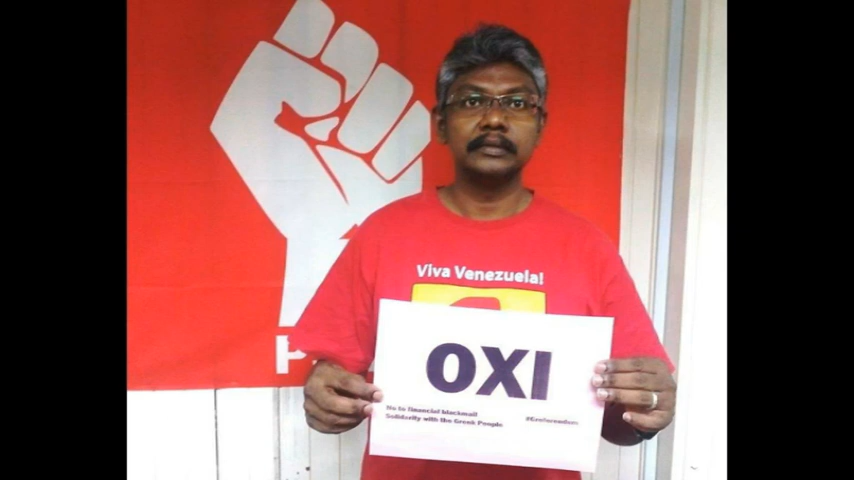 Viva Venezuela!
OXI
No to financial blackmail
Solidarity with the Greek People
#Greferendum